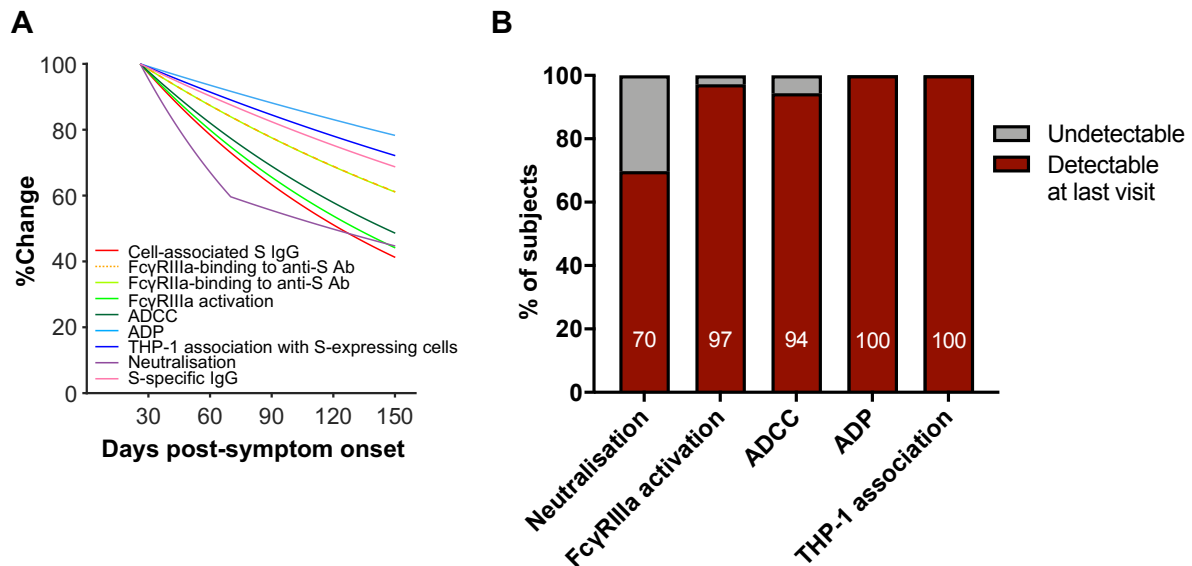 A
%Change
100
80
60
40
20
0
Cell-associated S IgG
FcγRIIIa-binding to anti-S Ab
FcγRIIa-binding to anti-S Ab
FcγRIIIa activation
ADCC
ADP
THP-1 association with S-expressing cells
Neutralisation
S-specific IgG
30 60 90 120 150
Days post-symptom onset
B
% of subjects
100
80
60
40
20
0
70 97 94 100 100
Neutralisation
FcγRIIIa activation
ADCC
ADP
THP-1 association
Undetectable
Detectable
at last visit